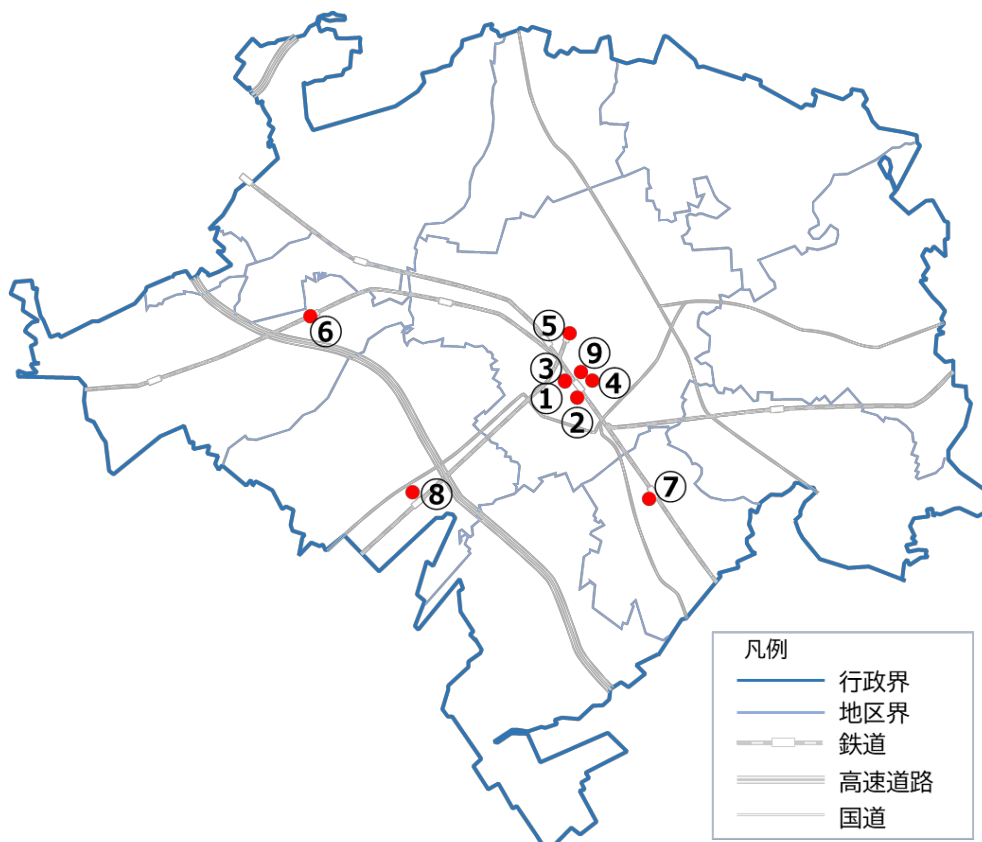 ⑤
⑨
③
④
①
②
⑥
⑦
⑧
凡例
行政界
地区界
鉄道
高速道路
国道